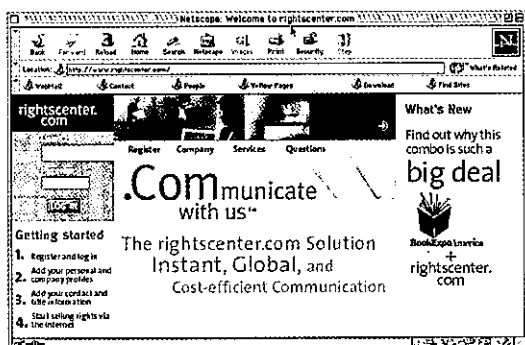 Netscape: Welcome to rightscenter.com
Back Forward Reload Home Search Netscape Images Print Security Stop
N
Location: http://www.rightscenter.com/ What's Related
WebMail Contact People Yellow Pages Download Find Sites
rightscenter.
com
Register Company Services Questions
.Communicate
with us™
The rightscenter.com Solution
Instant, Global, and
Cost-efficient Communication
Getting started
1. Register and log in
2. Add your personal and
company profiles
3. Add your contact and
title information
4. Start selling rights via
the internet
What's New
Find out why this
combo is such a
big deal
BookExpo America
+
rightscenter.
com